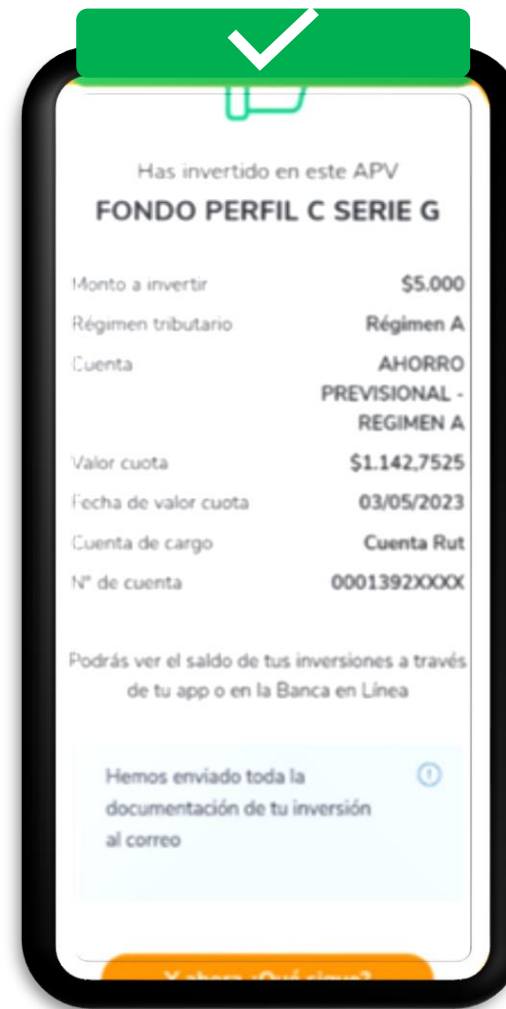 Has invertido en este APV
FONDO PERFIL C SERIE G
Monto a invertir $5.000
Régimen tributario Régimen A
Cuenta AHORRO
PREVISIONAL -
REGIMEN A
Valor cuota $1.142,7525
Fecha de valor cuota 03/05/2023
Cuenta de cargo Cuenta Rut
N° de cuenta 0001392XXXX
Podrás ver el saldo de tus inversiones a través
de tu app o en la Banca en Línea
Hemos enviado toda la
documentación de tu inversión
al correo
Y ahora ¿Qué sigue?